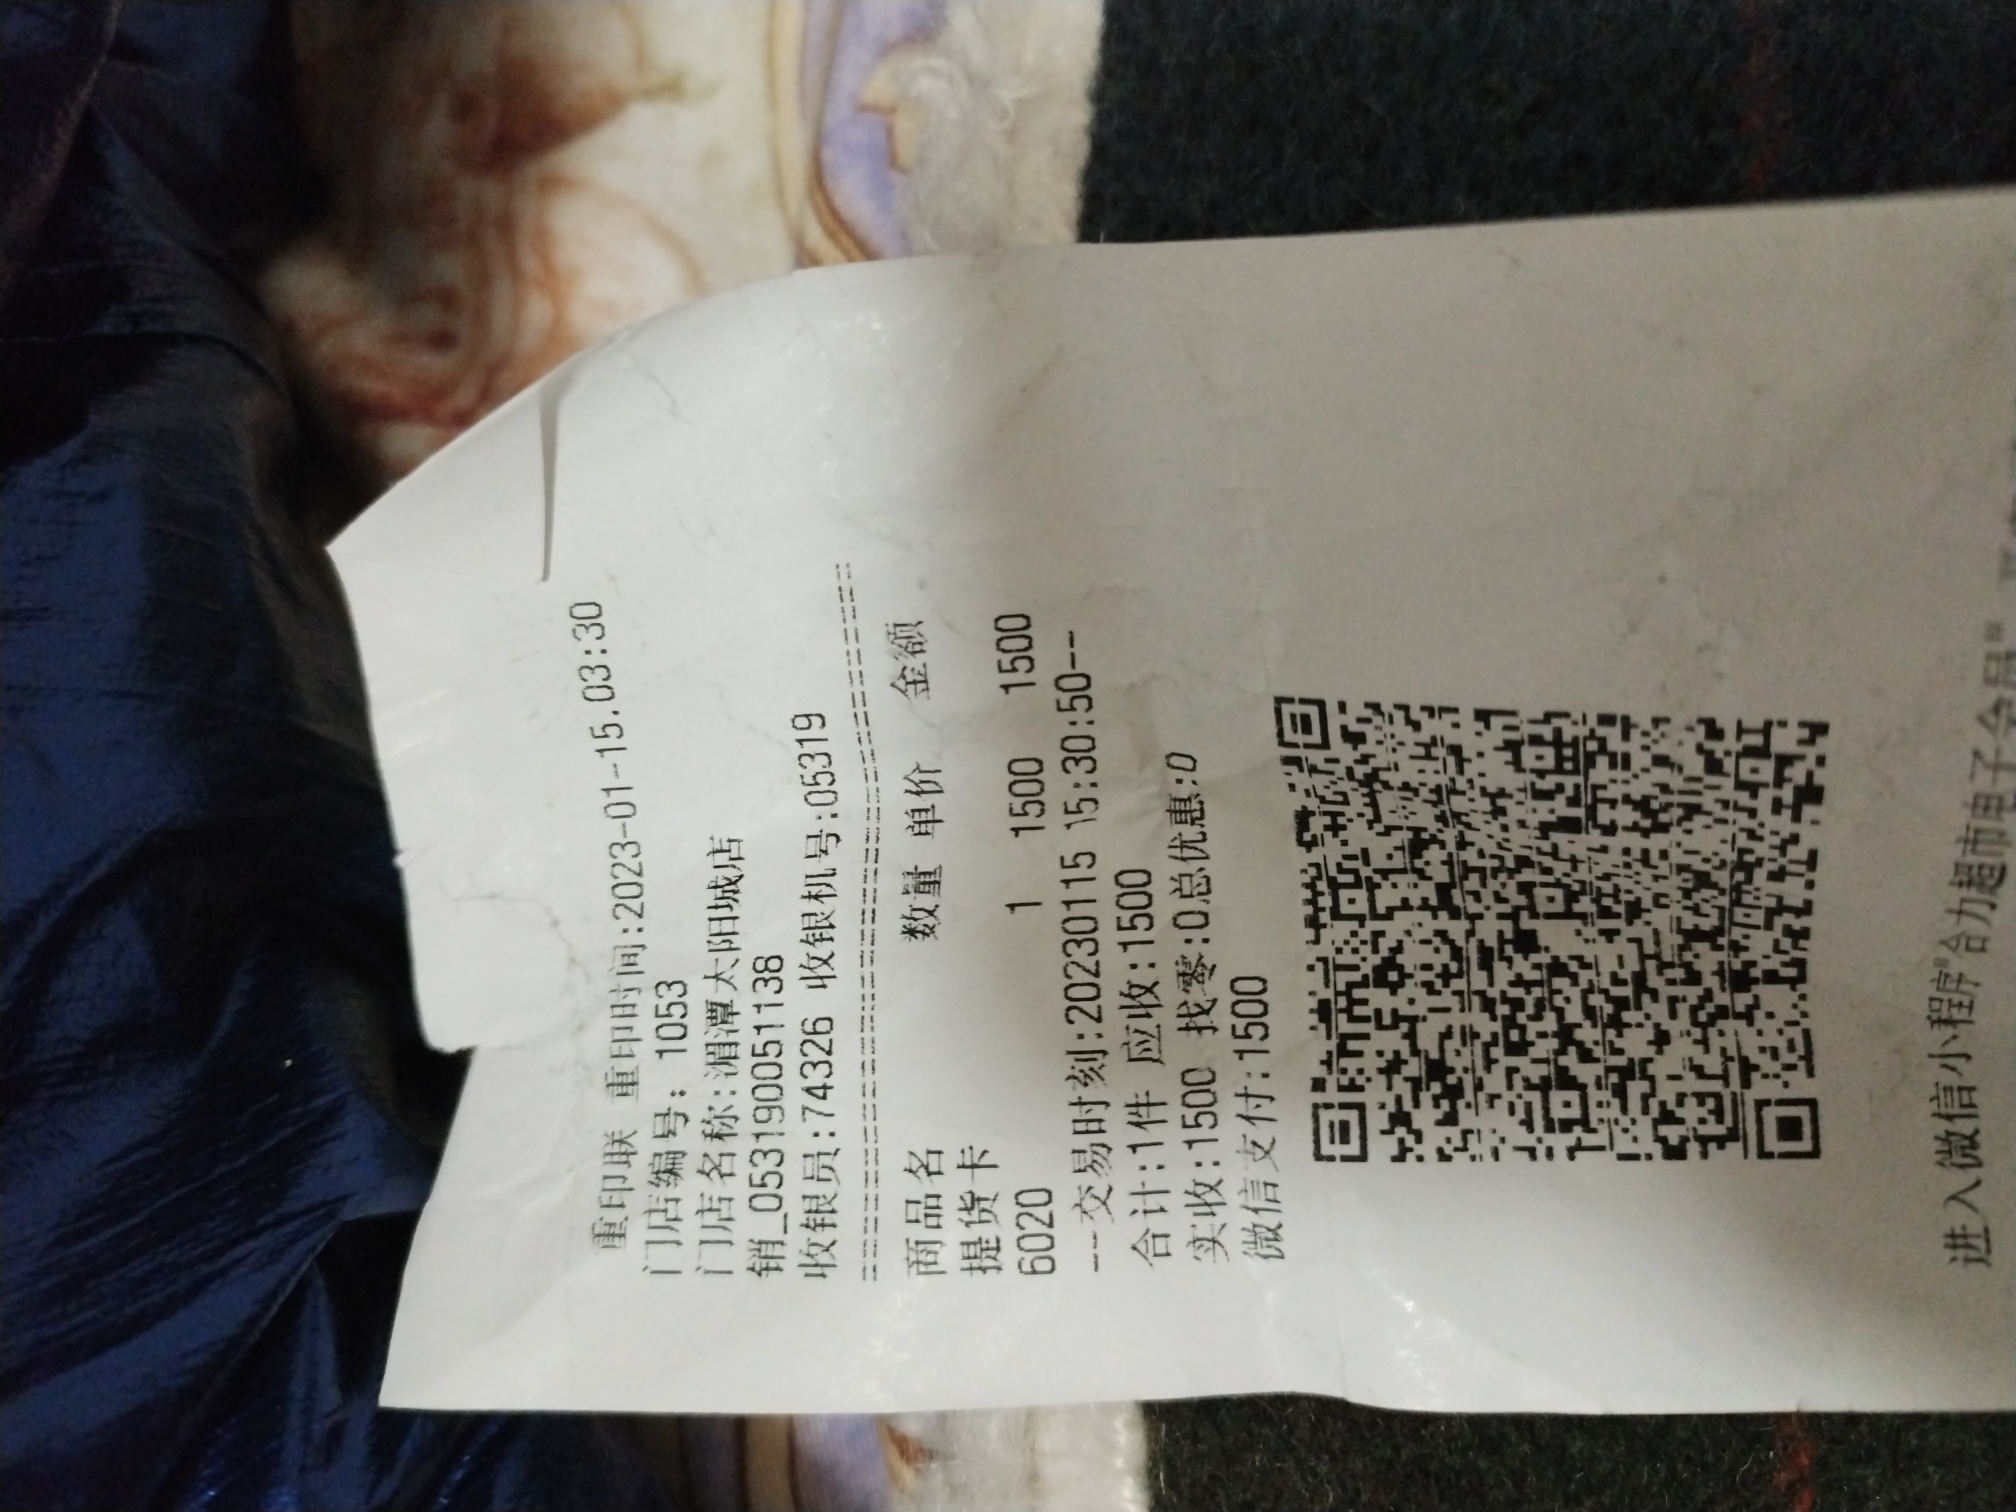 重印联 重印时间:2023-01-15.03:30
门店编号: 1053
门店名称:湄潭太阳城店
销_053190051138
收银员:74326 收银机号:05319
商品名 数量 单价 金额
提货卡
6020 1 1500 1500
---交易时刻:20230115 15:30:50--
合计:1件 应收:1500
实收:1500 找零:0总优惠:0
微信支付:1500
进入微信小程序"合力超市电子会员"